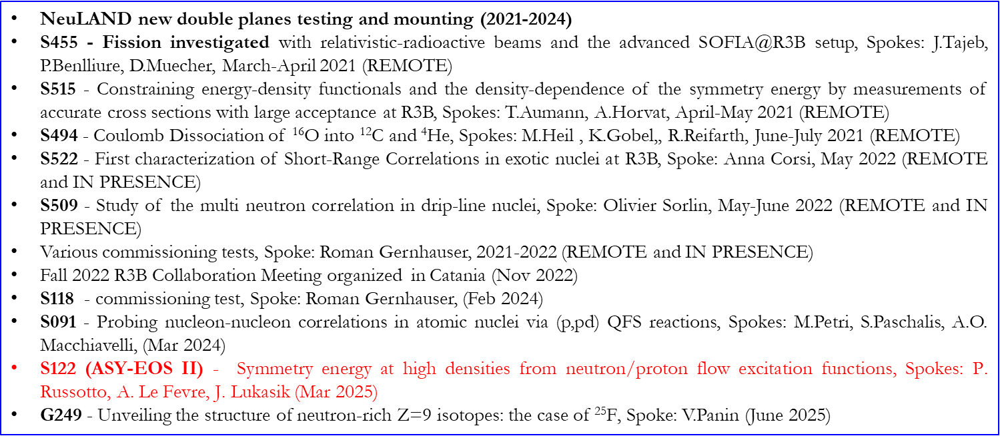 • NeuLAND new double planes testing and mounting (2021-2024)
• S455 - Fission investigated with relativistic-radioactive beams and the advanced SOFIA@R3B setup, Spokes: J.Tajeb,
P.Benlliure, D.Muecher, March-April 2021 (REMOTE)
• S515 - Constraining energy-density functionals and the density-dependence of the symmetry energy by measurements of
accurate cross sections with large acceptance at R3B, Spokes: T.Aumann, A.Horvat, April-May 2021 (REMOTE)
• S494 - Coulomb Dissociation of ¹⁶O into ¹²C and ⁴He, Spokes: M.Heil , K.Gobel,, R.Reifarth, June-July 2021 (REMOTE)
• S522 - First characterization of Short-Range Correlations in exotic nuclei at R3B, Spoke: Anna Corsi, May 2022 (REMOTE
and IN PRESENCE)
• S509 - Study of the multi neutron correlation in drip-line nuclei, Spoke: Olivier Sorlin, May-June 2022 (REMOTE and IN
PRESENCE)
• Various commissioning tests, Spoke: Roman Gernhauser, 2021-2022 (REMOTE and IN PRESENCE)
• Fall 2022 R3B Collaboration Meeting organized in Catania (Nov 2022)
• S118 - commissioning test, Spoke: Roman Gernhauser, (Feb 2024)
• S091 - Probing nucleon-nucleon correlations in atomic nuclei via (p,pd) QFS reactions, Spokes: M.Petri, S.Paschalis, A.O.
Macchiavelli, (Mar 2024)
• S122 (ASY-EOS II) - Symmetry energy at high densities from neutron/proton flow excitation functions, Spokes: P.
Russotto, A. Le Fevre, J. Lukasik (Mar 2025)
• G249 - Unveiling the structure of neutron-rich Z=9 isotopes: the case of ²⁵F, Spoke: V.Panin (June 2025)